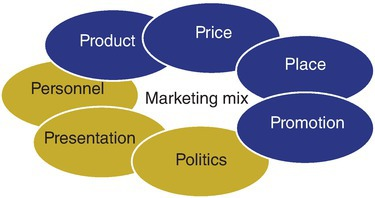 Product
Price
Place
Promotion
Politics
Presentation
Personnel
Marketing mix